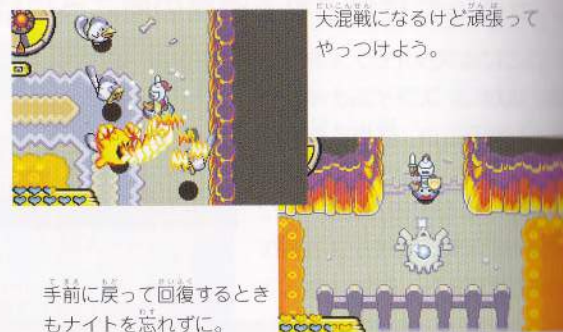 大混戦になるけど頑張って
やっつけよう。
手前に戻って回復するとき
もナイトを忘れずに。